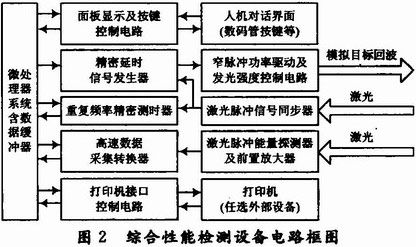 微处
理器
系统
含数
据缓
冲器
面板显示及按键
控制电路
人机对话界面
(数码管按键等)
精密延时
信号发生器
窄脉冲功率驱动及
发光强度控制电路
模拟目标回波
重复频率精密测时器
激光脉冲信号同步器
激光
高速数据
采集转换器
激光脉冲能量探测器
及前置放大器
激光
打印机接口
控制电路
打印机
(任选外部设备)
图2 综合性能检测设备电路框图